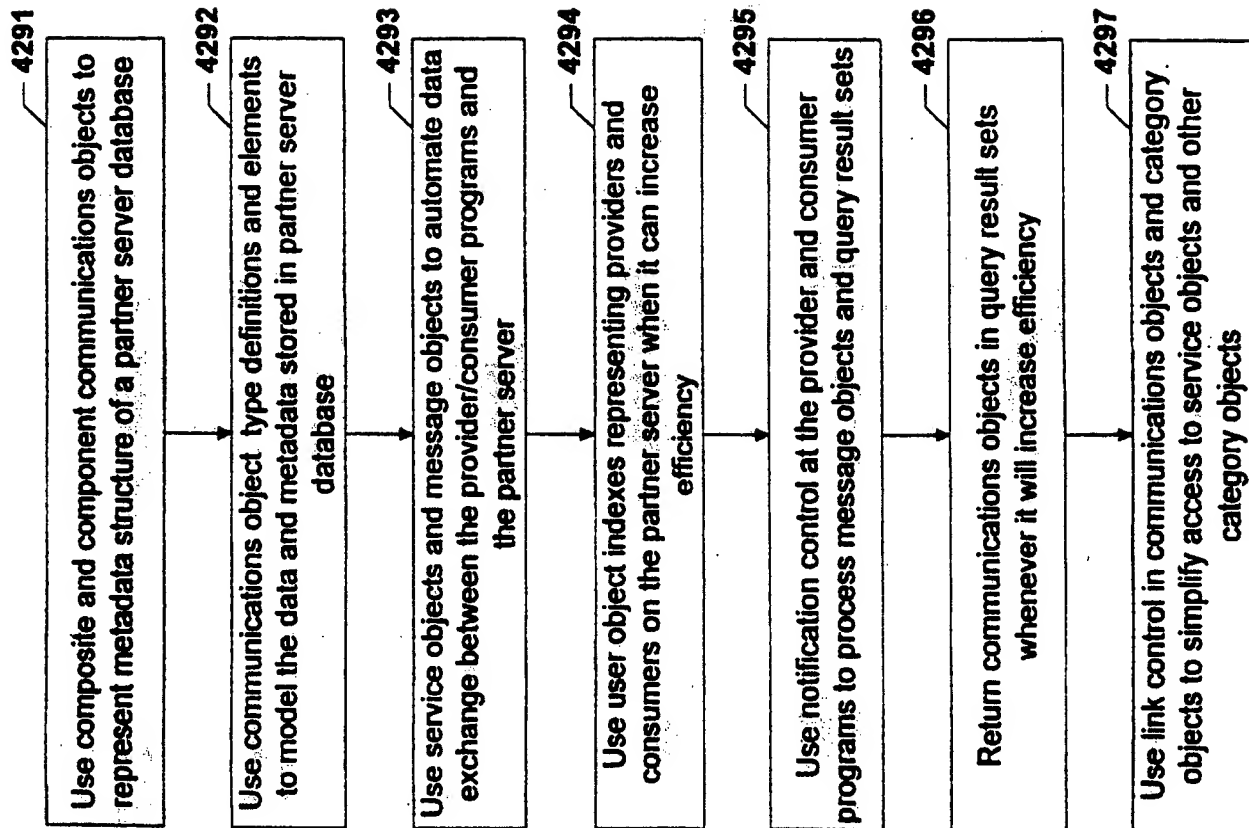 4291
Use composite and component communications objects to
represent metadata structure of a partner server database
4292
Use communications object type definitions and elements
to model the data and metadata stored in partner server
database
4293
Use service objects and message objects to automate data
exchange between the provider/consumer programs and
the partner server
4294
Use user object indexes representing providers and
consumers on the partner server when it can increase
efficiency
4295
Use notification control at the provider and consumer
programs to process message objects and query result sets
4296
Return communications objects in query result sets
whenever it will increase efficiency
4297
Use link control in communications objects and category
objects to simplify access to service objects and other
category objects